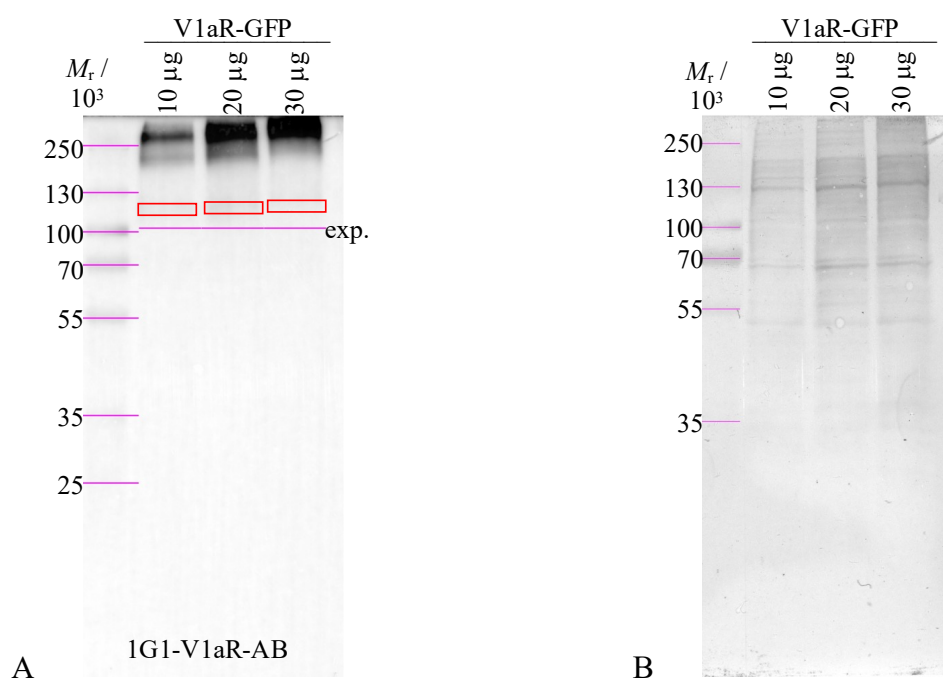 V1aR-GFP
Mr / 10³
10 µg
20 µg
30 µg
250
130
100
exp.
70
55
35
25
1G1-V1aR-AB
A
V1aR-GFP
Mr / 10³
10 µg
20 µg
30 µg
250
130
100
70
55
35
B